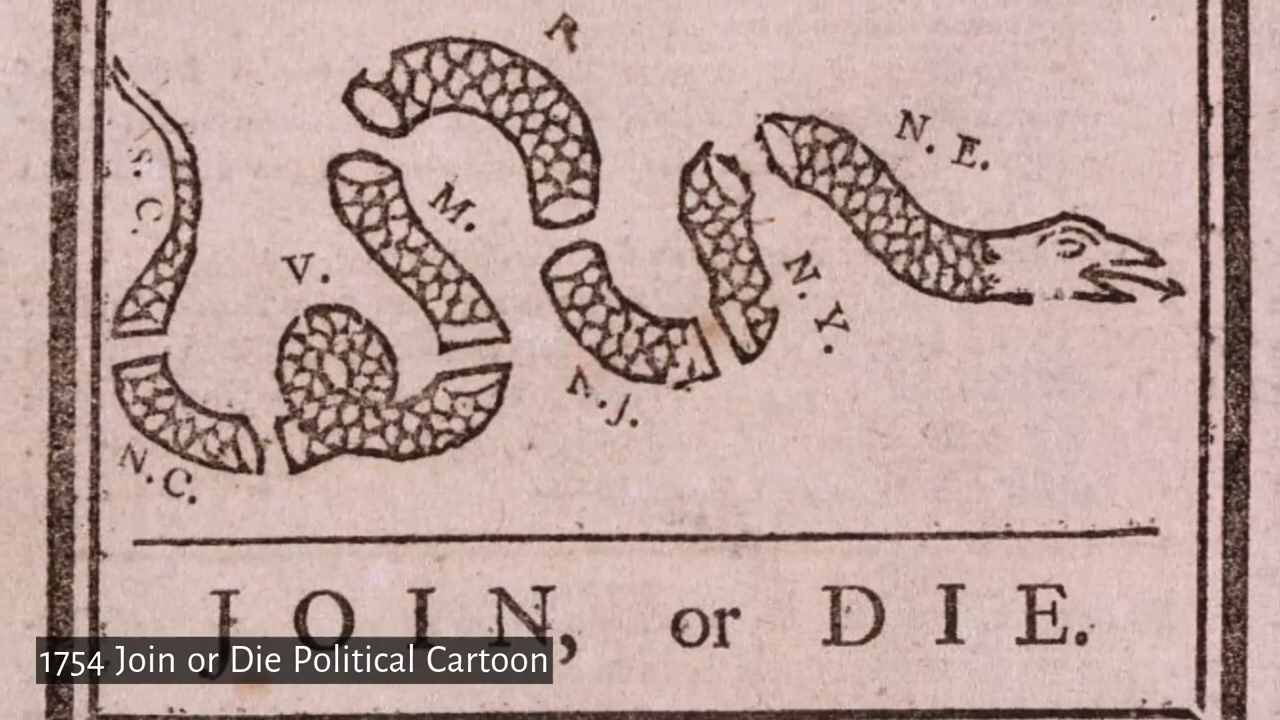 R
N. E.
S. C.
M.
V.
N. Y.
N. J.
N. C.
JOIN, or DIE.
1754 Join or Die Political Cartoon